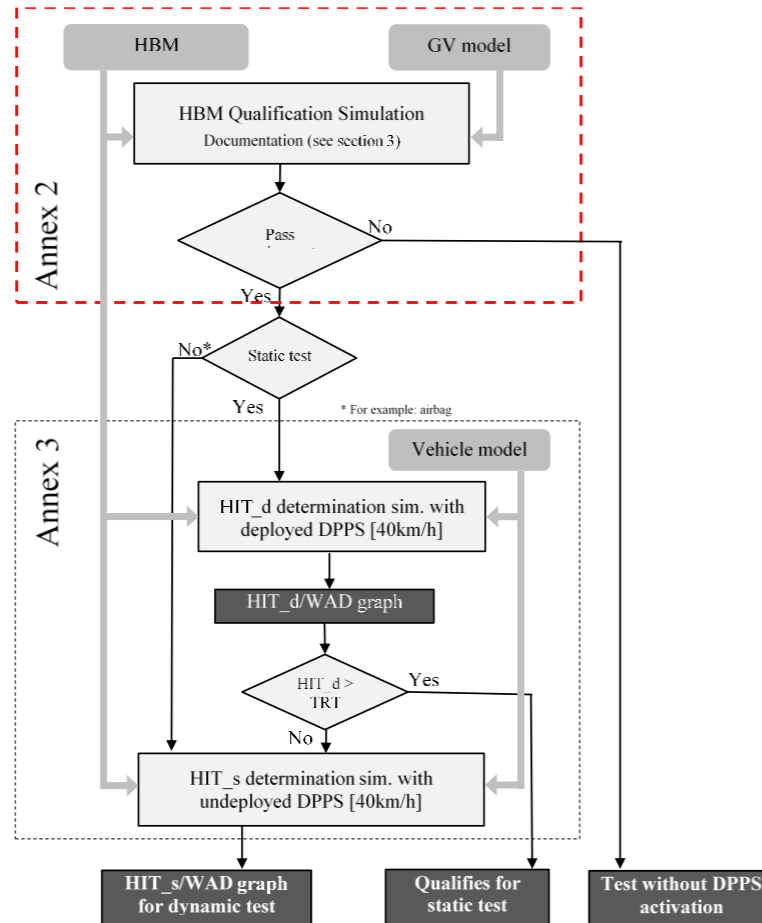 HBM
GV model
HBM Qualification Simulation
Documentation (see section 3)
Annex 2
Pass
No
Yes
No*
Static test
Yes
* For example: airbag
Annex 3
Vehicle model
HIT_d determination sim. with
deployed DPPS [40km/h]
HIT_d/WAD graph
HIT_d >
TRT
Yes
No
HIT_s determination sim. with
undeployed DPPS [40km/h]
HIT_s/WAD graph
for dynamic test
Qualifies for
static test
Test without DPPS
activation